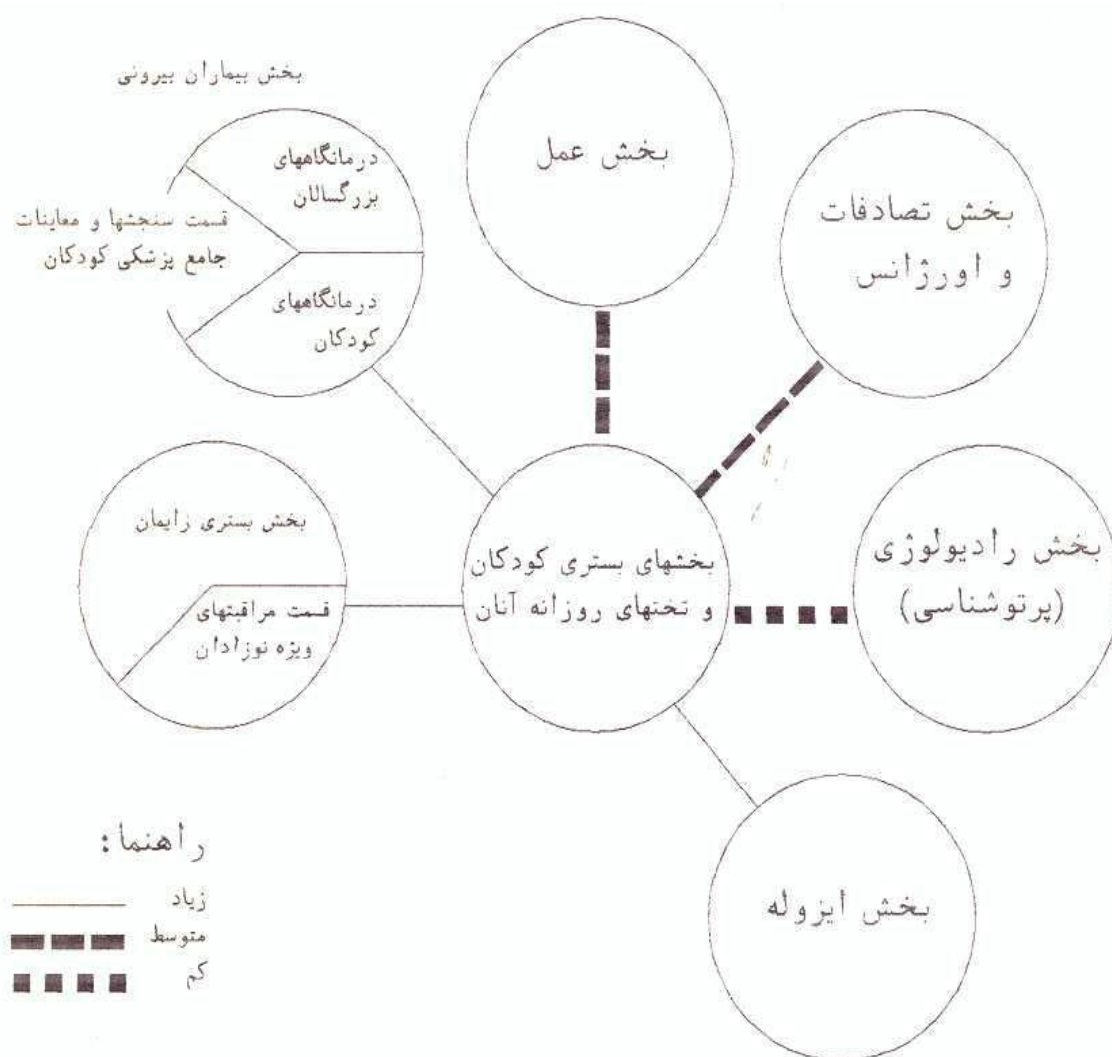 بخش بیماران بیرونی
درمانگاههای
بزرگسالان
قسمت سنجشها و معاینات
جامع پزشکی کودکان
درمانگاههای
کودکان
بخش عمل
بخش تصادفات
و اورژانس
بخش بستری زایمان
قسمت مراقبتهای
ویژه نوزادان
بخشهای بستری کودکان
و تختهای روزانه آنان
بخش رادیولوژی
(پرتوشناسی)
بخش ایزوله
راهنما:
زیاد
متوسط
کم